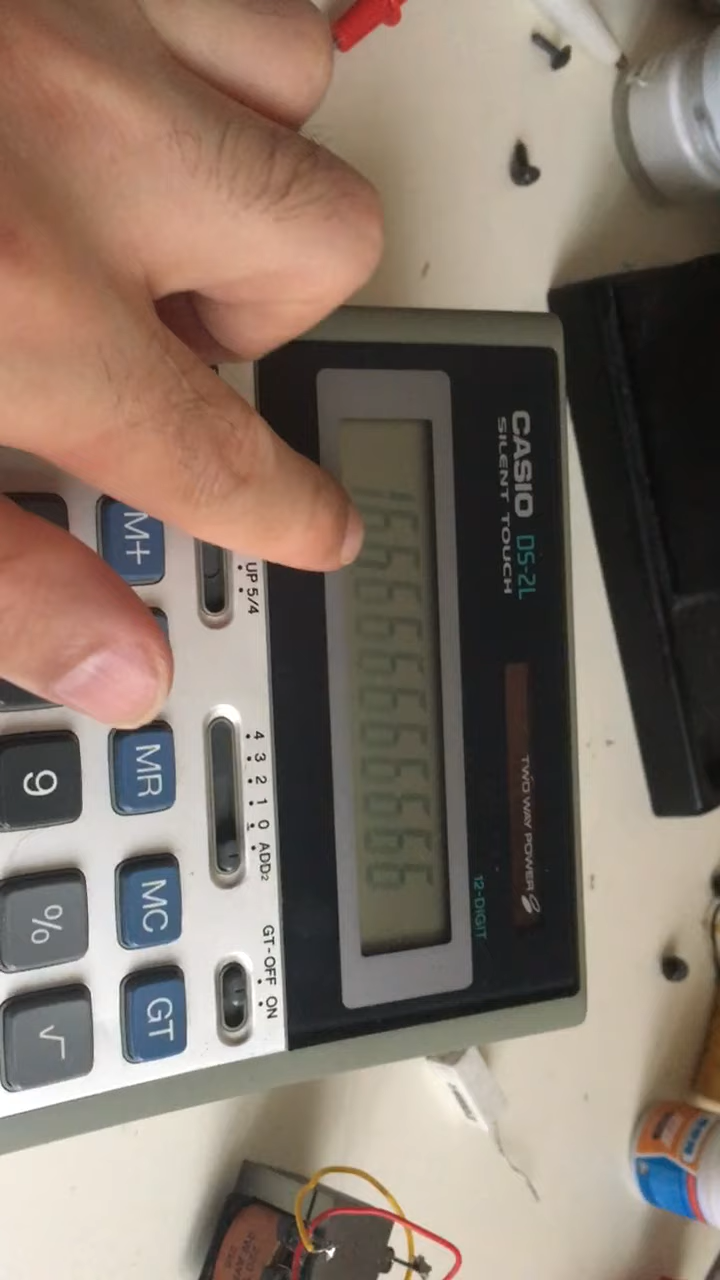 CASIO DS-2L
SILENT TOUCH
TWO WAY POWER
12-DIGIT
UP 5/4
4 3 2 1 0 ADD2
GT-OFF ON
M+
MR
MC
GT
9
%
√